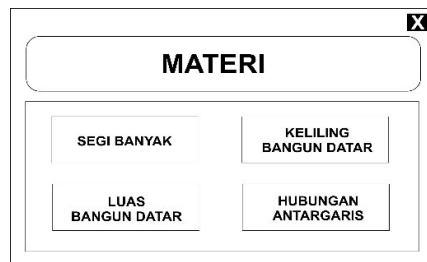 X
MATERI
SEGI BANYAK
KELILING
BANGUN DATAR
LUAS
BANGUN DATAR
HUBUNGAN
ANTARGARIS